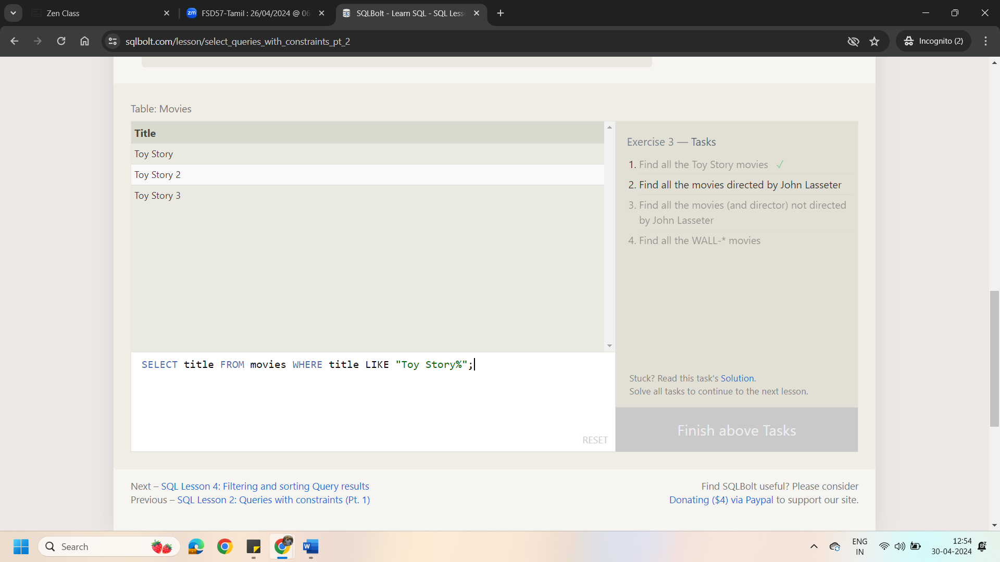 Zen Class
zm FSD57-Tamil : 26/04/2024 @ 06
SQLBolt - Learn SQL - SQL Less
sqlbolt.com/lesson/select_queries_with_constraints_pt_2
Incognito (2)
Table: Movies
Title
Toy Story
Toy Story 2
Toy Story 3
Exercise 3 — Tasks
1. Find all the Toy Story movies ✓
2. Find all the movies directed by John Lasseter
3. Find all the movies (and director) not directed
by John Lasseter
4. Find all the WALL-* movies
SELECT title FROM movies WHERE title LIKE "Toy Story%";
RESET
Stuck? Read this task's Solution.
Solve all tasks to continue to the next lesson.
Finish above Tasks
Next – SQL Lesson 4: Filtering and sorting Query results
Previous – SQL Lesson 2: Queries with constraints (Pt. 1)
Find SQLBolt useful? Please consider
Donating ($4) via Paypal to support our site.
Search
ENG
IN
12:54
30-04-2024